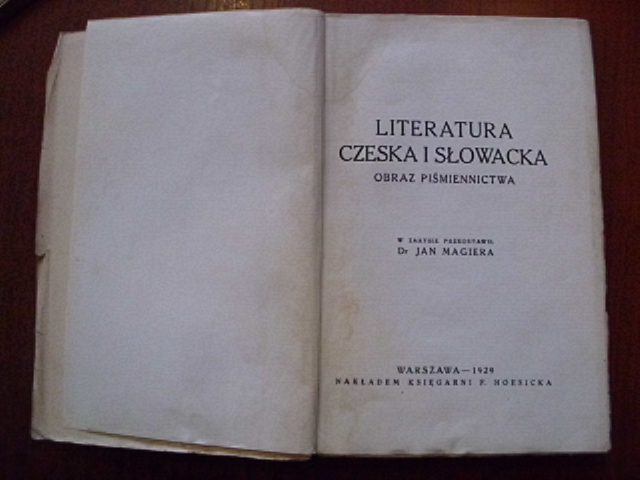 LITERATURA
CZESKA I SŁOWACKA
OBRAZ PIŚMIENNICTWA
W ZARYSIE PRZEDSTAWIŁ
Dr JAN MAGIERA
WARSZAWA — 1929
NAKŁADEM KSIĘGARNI F. HOESICKA